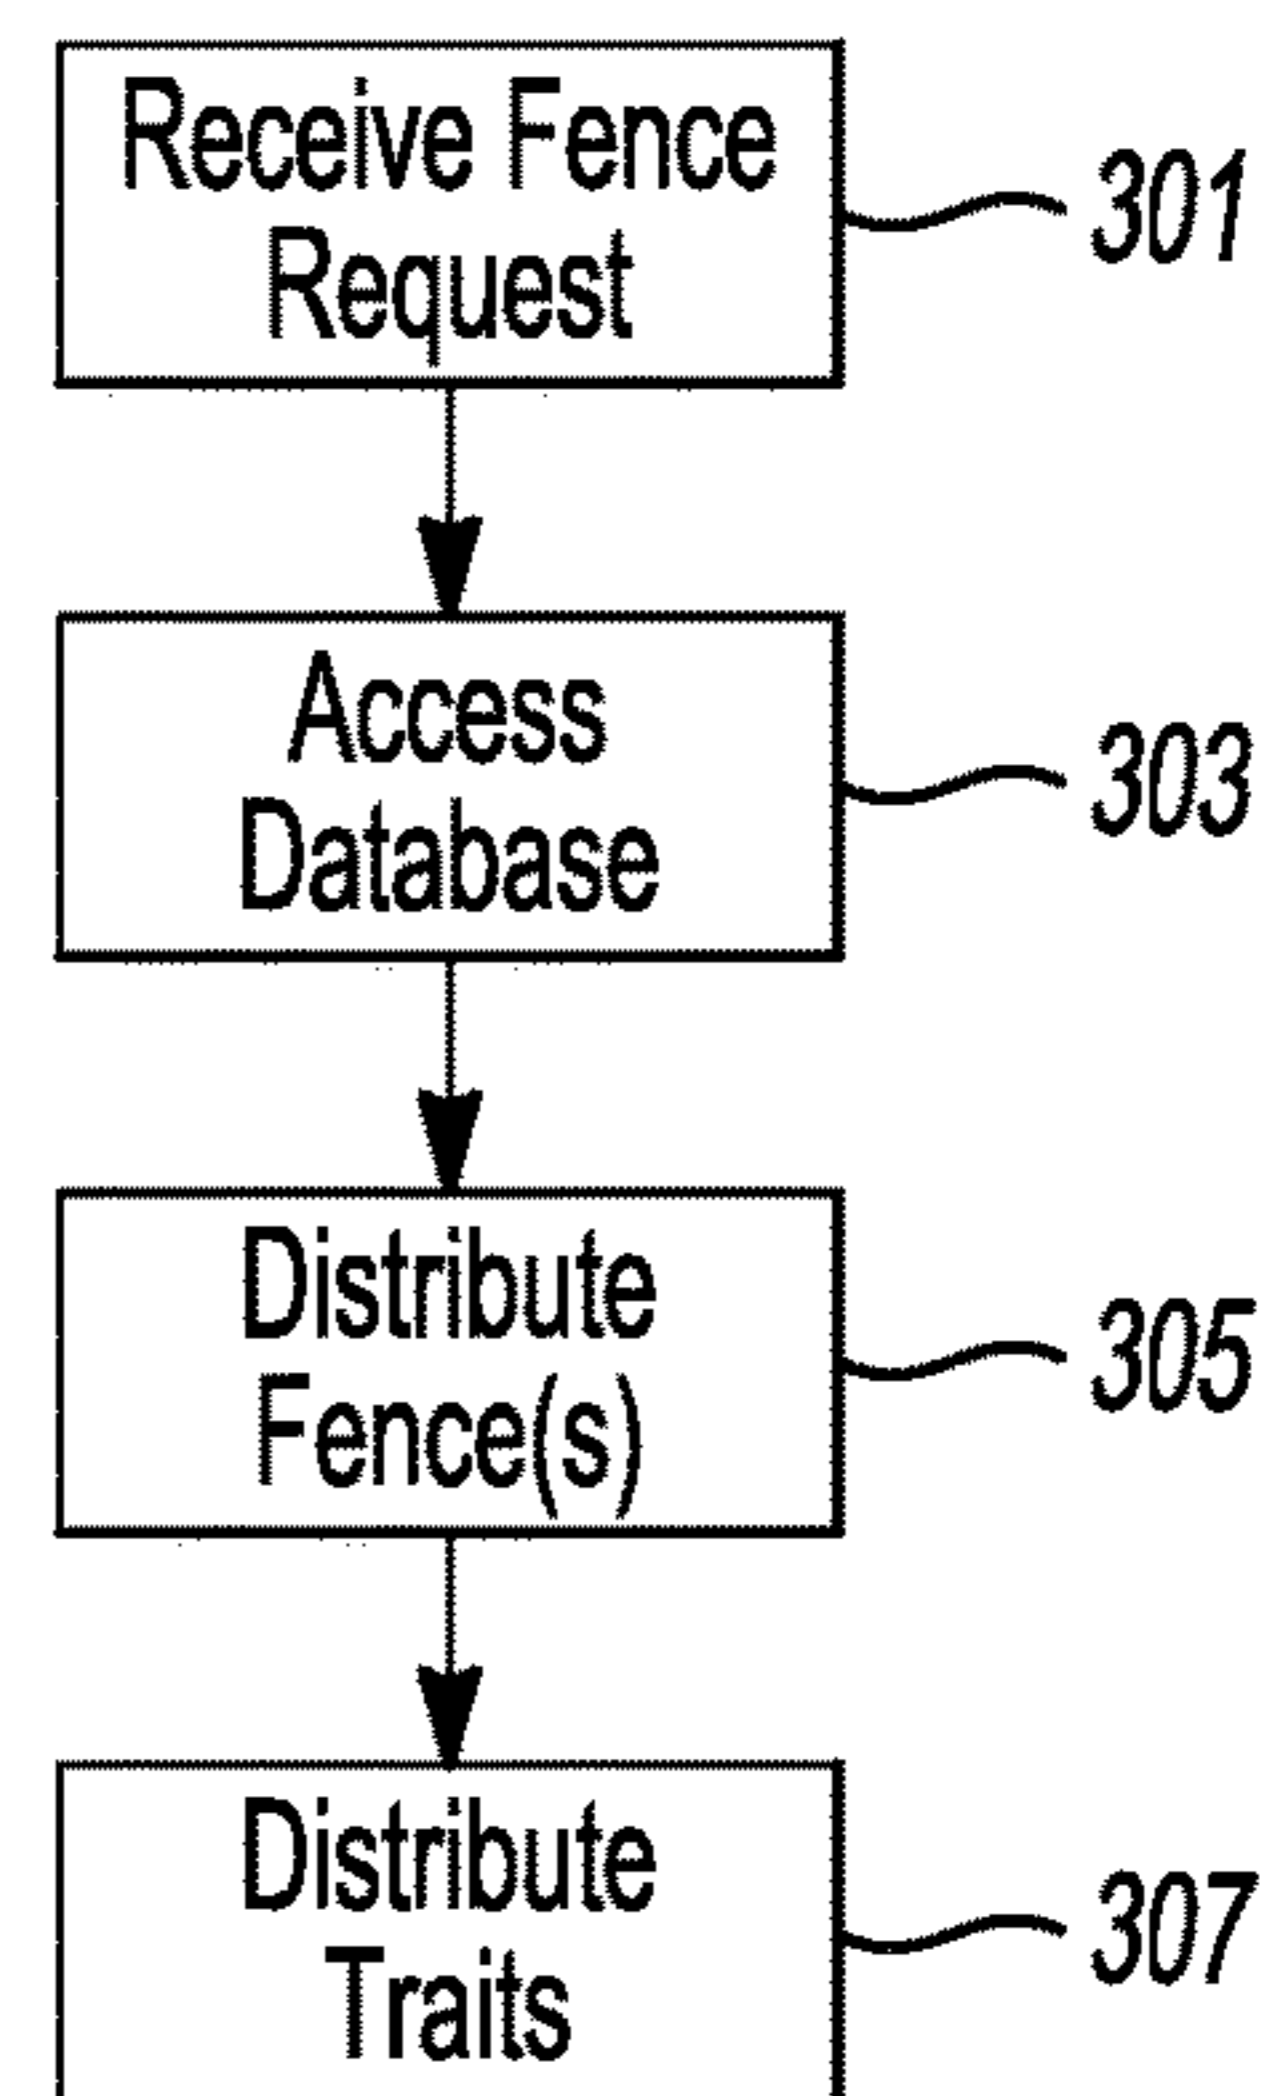 Receive Fence
Request
301
Access
Database
303
Distribute
Fence(s)
305
Distribute
Traits
307